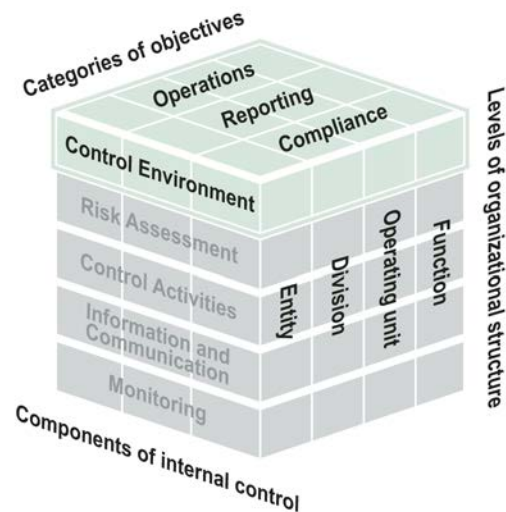 Categories of objectives
Operations
Reporting
Compliance
Control Environment
Risk Assessment
Control Activities
Information and
Communication
Monitoring
Entity
Division
Operating unit
Function
Levels of organizational structure
Components of internal control